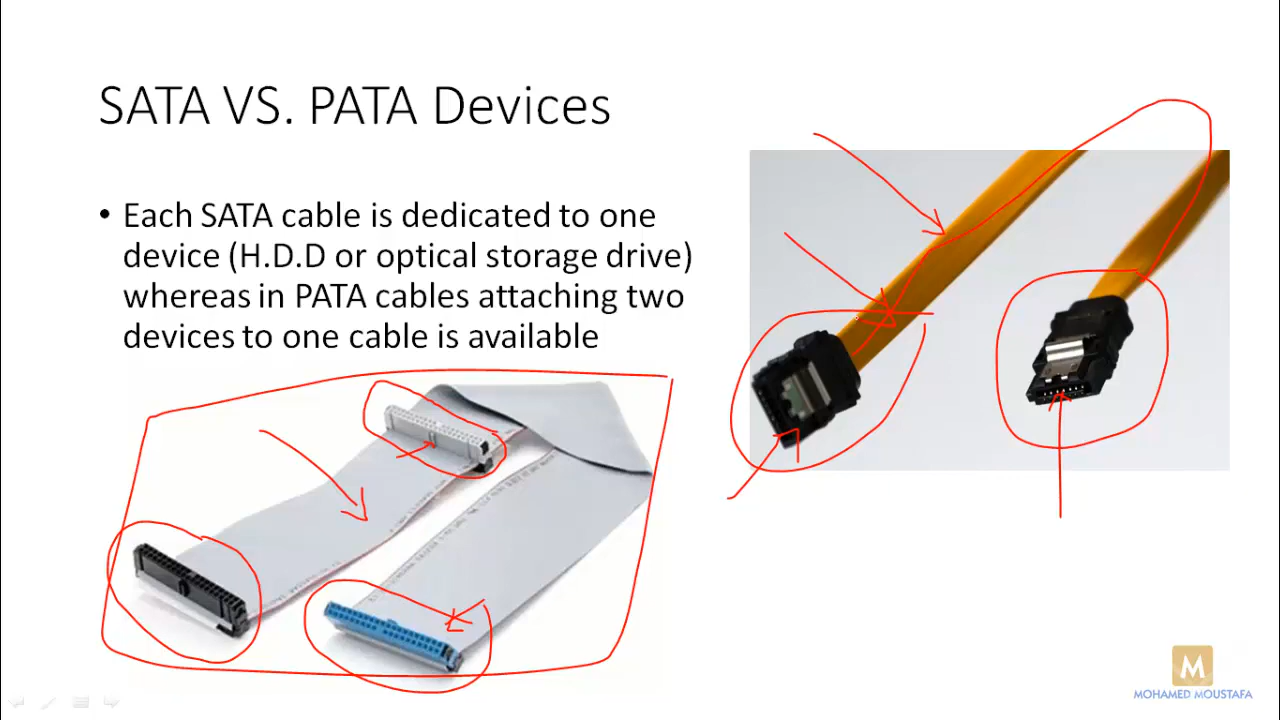 SATA VS. PATA Devices
• Each SATA cable is dedicated to one
device (H.D.D or optical storage drive)
whereas in PATA cables attaching two
devices to one cable is available
M
MOHAMED MOUSTAFA